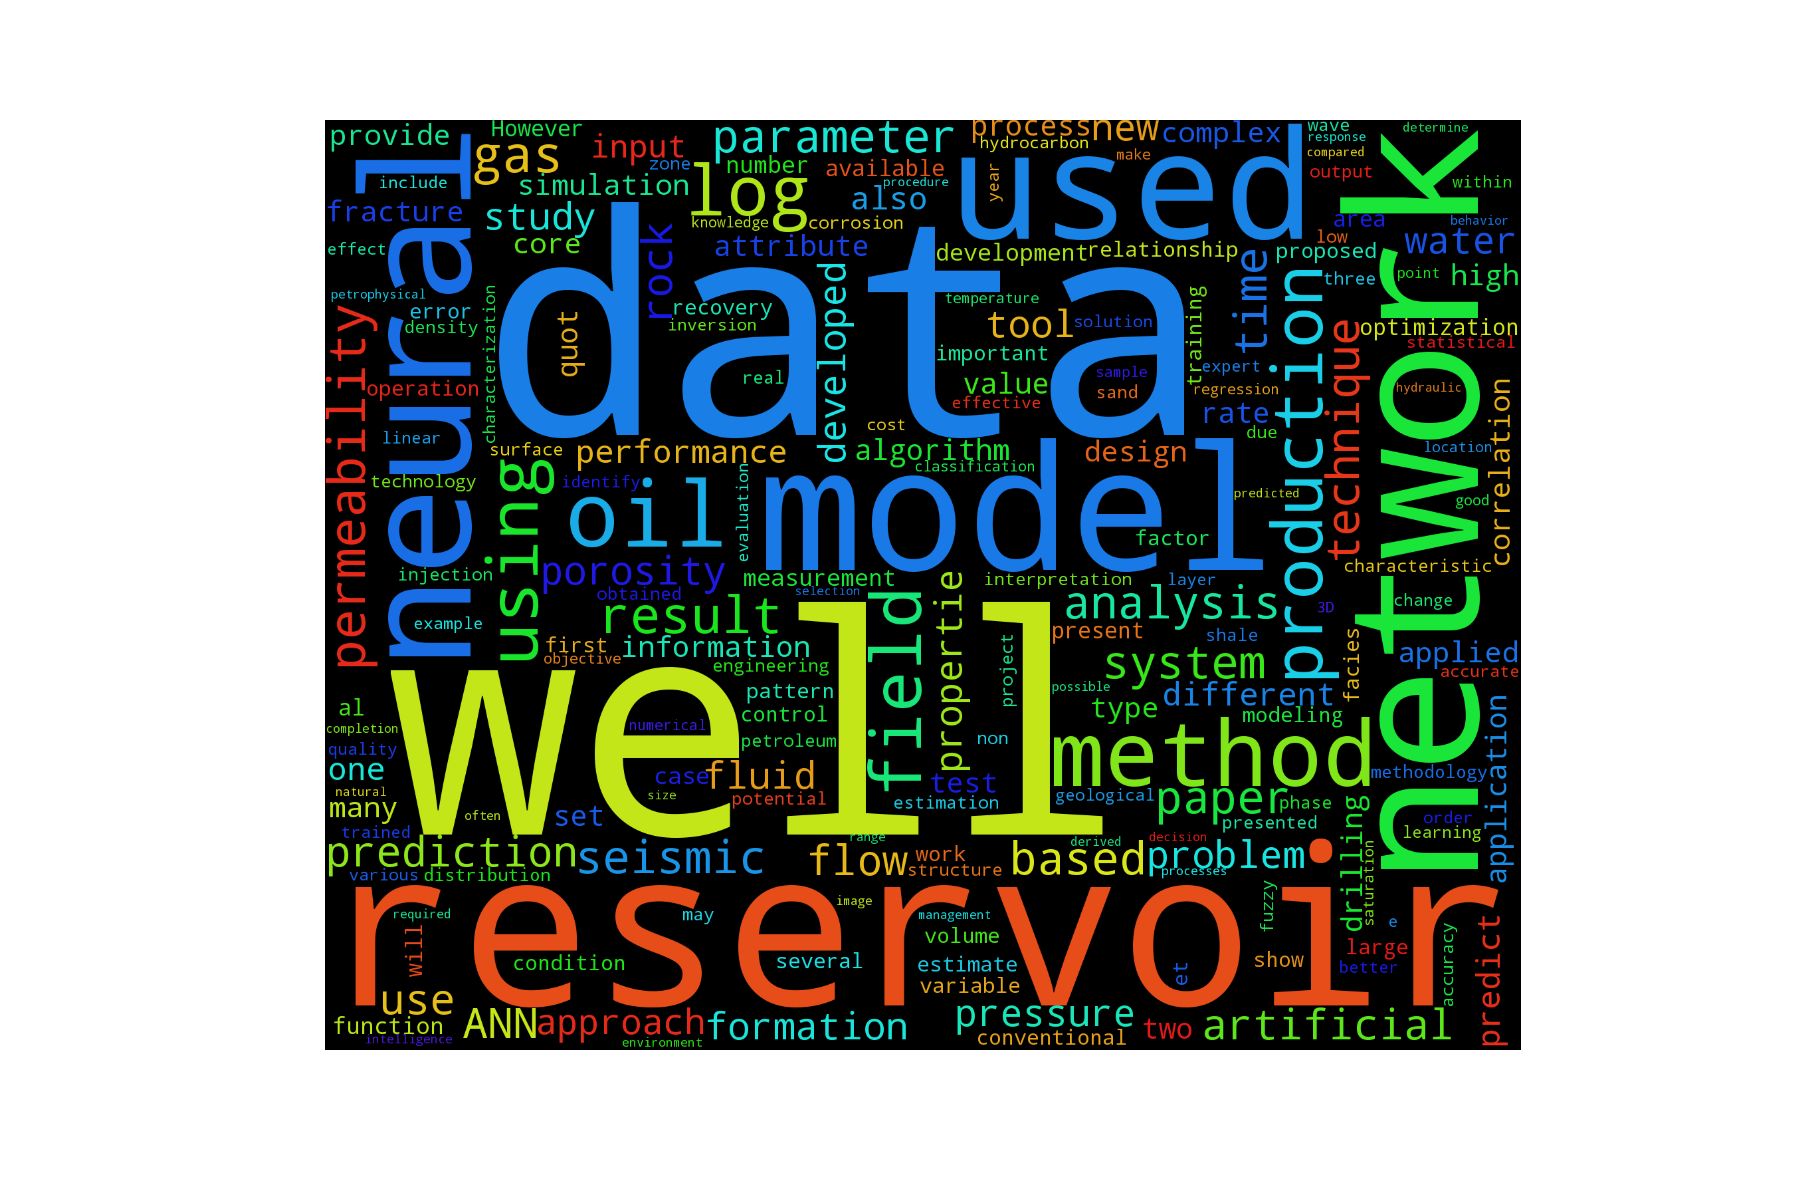 provide
However
gas
input
parameter
process
new
complex
wave
determine
response
hydrocarbon
make
compared
include
zone
number
available
procedure
year
used
output
within
neural
simulation
log
also
network
fracture
study
knowledge
corrosion
area
behavior
effect
core
rock
attribute
development
relationship
proposed
low
water
time
data
petrophysical
error
density
characterization
quot
recovery
inversion
developed
temperature
tool
solution
training
three
point
high
production
permeability
important
optimization
statistical
technique
operation
real
value
sample
effective
sand
expert
regression
hydraulic
linear
cost
rate
due
location
correlation
surface
performance
algorithm
classification
design
technology
using
identify
oil
evaluation
model
predicted
good
factor
injection
porosity
obtained
measurement
selection
interpretation
layer
characteristic
example
result
field
propertie
analysis
3D
change
first
objective
information
engineering
project
present
shale
facies
applied
accurate
well
pattern
system
possible
different
al
completion
quality
numerical
control
petroleum
non
type
modeling
application
one
natural
many
case
size
fluid
potential
test
estimation
method
geological
methodology
paper
phase
presented
drilling
order
learning
trained
often
set
range
derived
decision
prediction
various
distribution
seismic
flow
work
structure
based
problem
processes
saturation
reservoir
required
will
may
image
management
fuzzy
e
volume
condition
several
estimate
variable
et
show
large
better
accuracy
predict
use
function
intelligence
ANN
approach
environment
formation
pressure
conventional
two
artificial